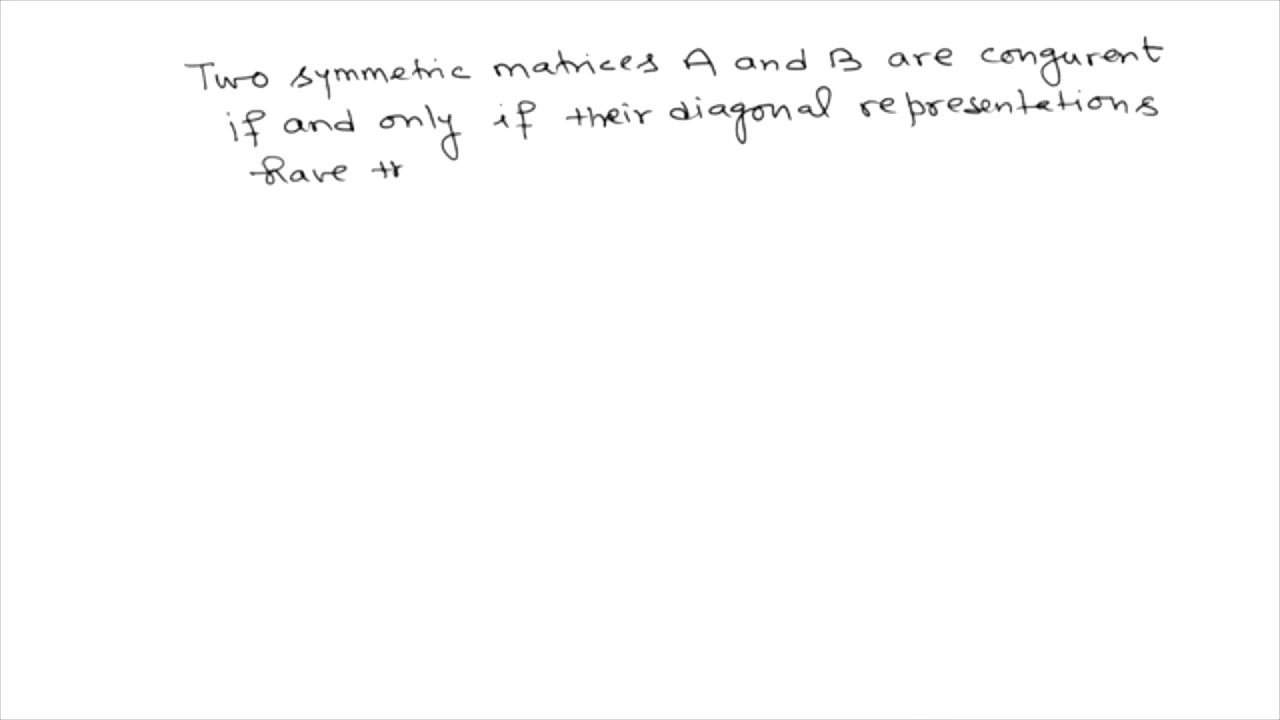 Two symmetric matrices A and B are congurent
if and only if their diagonal representations
have